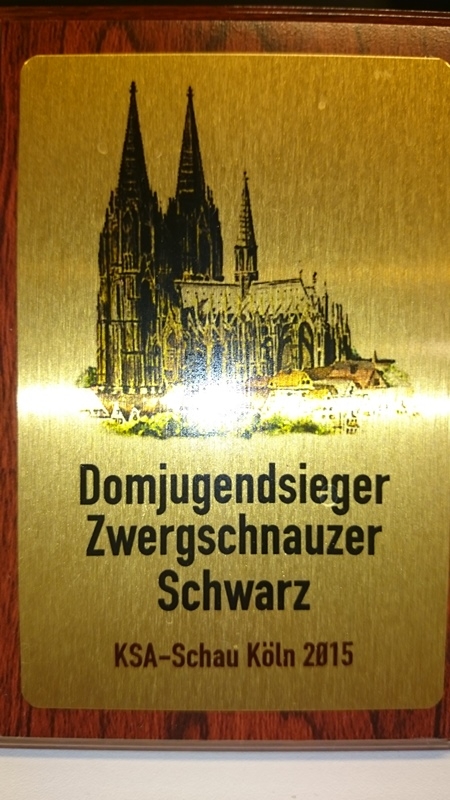 Domjugendsieger
Zwergschnauzer
Schwarz
KSA-Schau Köln 2015